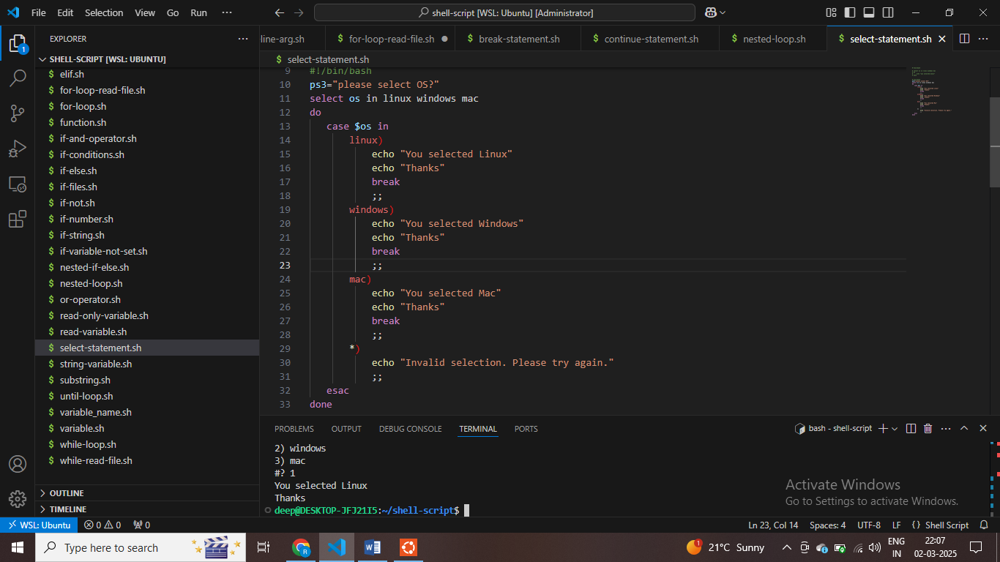 File Edit Selection View Go Run ···
shell-script [WSL: Ubuntu] [Administrator]
EXPLORER
SHELL-SCRIPT [WSL: UBUNTU]
$ elif.sh
$ for-loop-read-file.sh
$ for-loop.sh
$ function.sh
$ if-and-operator.sh
$ if-conditions.sh
$ if-else.sh
$ if-files.sh
$ if-not.sh
$ if-number.sh
$ if-string.sh
$ if-variable-not-set.sh
$ nested-if-else.sh
$ nested-loop.sh
$ or-operator.sh
$ read-only-variable.sh
$ read-variable.sh
$ select-statement.sh
$ string-variable.sh
$ substring.sh
$ until-loop.sh
$ variable_name.sh
$ variable.sh
$ while-loop.sh
$ while-read-file.sh
OUTLINE
TIMELINE
1
line-arg.sh $ for-loop-read-file.sh $ break-statement.sh $ continue-statement.sh $ nested-loop.sh $ select-statement.sh
$ select-statement.sh
9 #!/bin/bash
10 ps3="please select OS?"
11 select os in linux windows mac
12 do
13 case $os in
14 linux)
15 echo "You selected Linux"
16 echo "Thanks"
17 break
18 ;;
19 windows)
20 echo "You selected Windows"
21 echo "Thanks"
22 break
23 ;;
24 mac)
25 echo "You selected Mac"
26 echo "Thanks"
27 break
28 ;;
29 *)
30 echo "Invalid selection. Please try again."
31 ;;
32 esac
33 done
PROBLEMS OUTPUT DEBUG CONSOLE TERMINAL PORTS
bash - shell-script
2) windows
3) mac
#? 1
You selected Linux
Thanks
deep@DESKTOP-JFJ21I5:~/shell-script$
Activate Windows
Go to Settings to activate Windows.
WSL: Ubuntu 0 0 0
Ln 23, Col 14 Spaces: 4 UTF-8 LF {} Shell Script
Type here to search
1
21°C Sunny
ENG
IN
22:07
02-03-2025